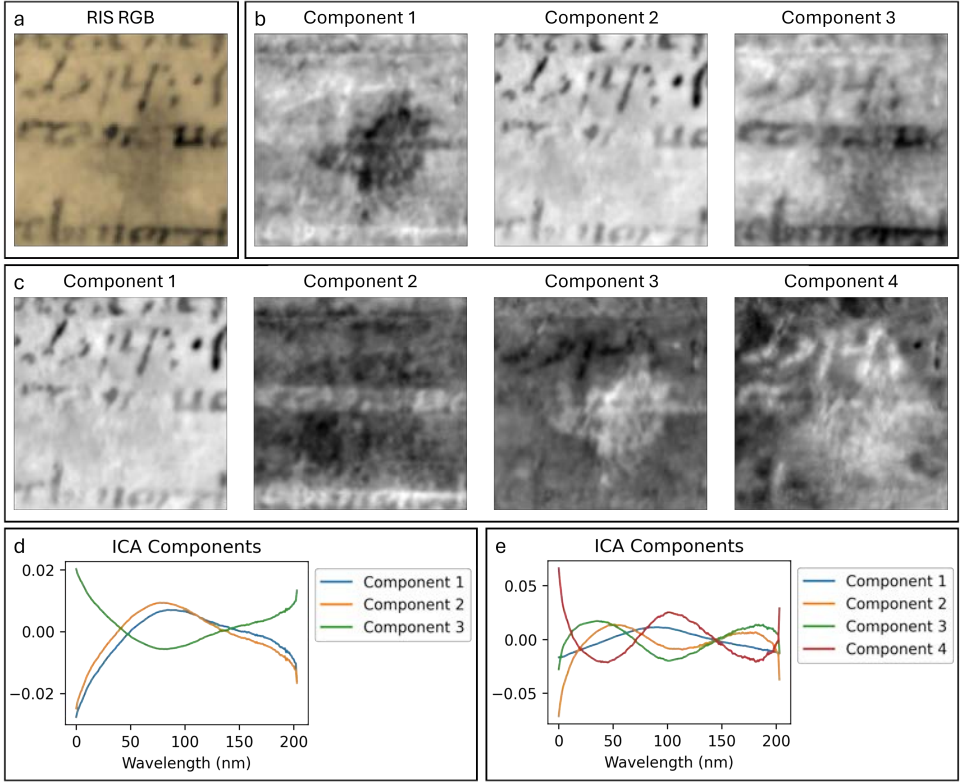 a
RIS RGB
b
Component 1
Component 2
Component 3
c
Component 1
Component 2
Component 3
Component 4
d
ICA Components
0.02
0.00
−0.02
0
50
100
150
200
Wavelength (nm)
Component 1
Component 2
Component 3
e
ICA Components
0.05
0.00
−0.05
0
50
100
150
200
Wavelength (nm)
Component 1
Component 2
Component 3
Component 4